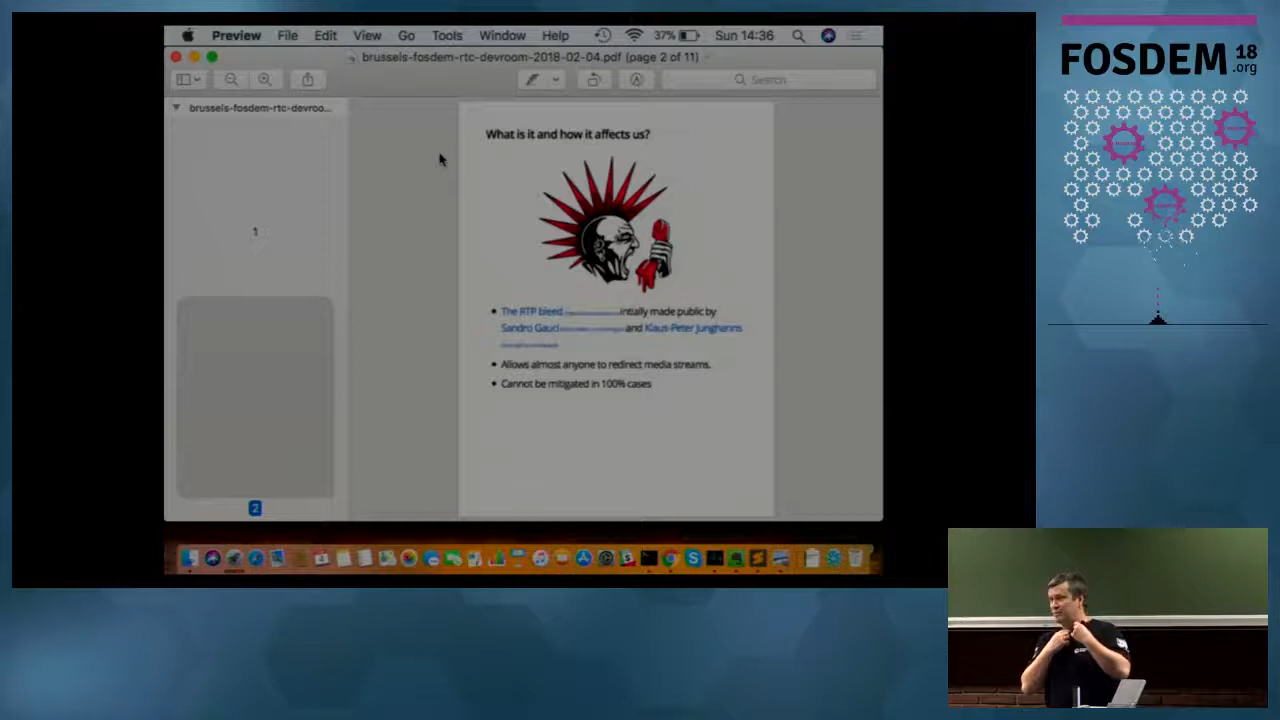 Preview File Edit View Go Tools Window Help 37% Sun 14:36
brussels-fosdem-rtc-devroom-2018-02-04.pdf (page 2 of 11)
Search
brussels-fosdem-rtc-devroo...
1
2
What is it and how it affects us?
• The RTP bleed intially made public by
Sandro Gauci and Klaus-Peter Junghanns
• Allows almost anyone to redirect media streams.
• Cannot be mitigated in 100% cases
FOSDEM 18
.org